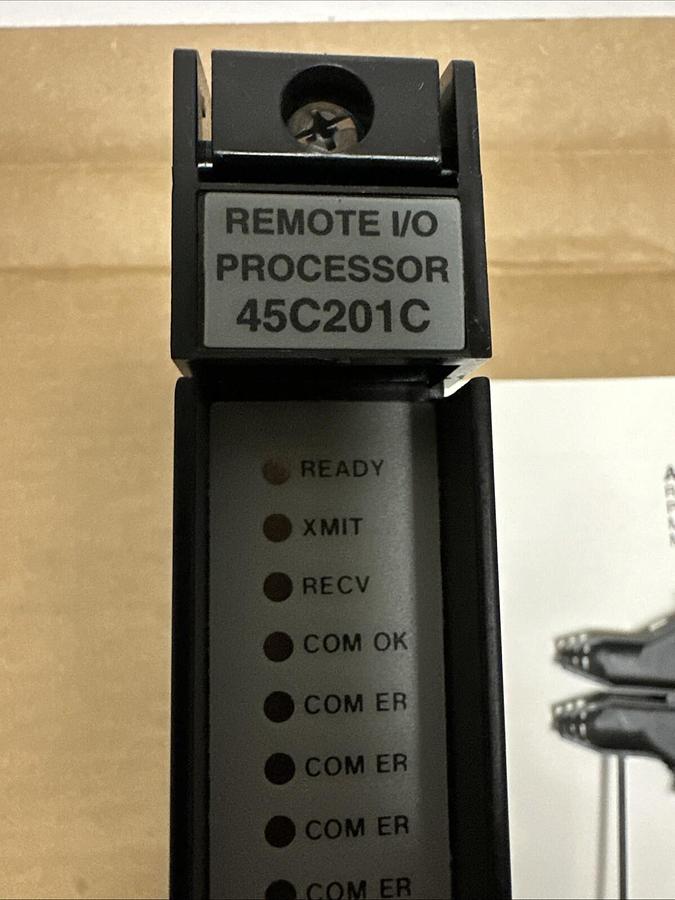 REMOTE I/O
PROCESSOR
45C201C
READY
XMIT
RECV
COM OK
COM ER
COM ER
COM ER
COM ER